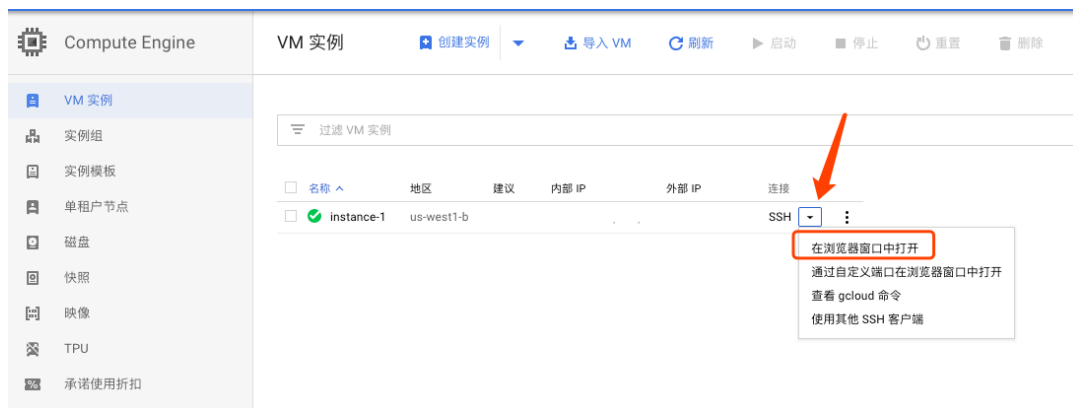 Compute Engine
VM 实例 创建实例 导入 VM 刷新 启动 停止 重置 删除
VM 实例
实例组
实例模板
单租户节点
磁盘
快照
映像
TPU
承诺使用折扣
过滤 VM 实例
名称 地区 建议 内部 IP 外部 IP 连接
instance-1 us-west1-b SSH
在浏览器窗口中打开
通过自定义端口在浏览器窗口中打开
查看 gcloud 命令
使用其他 SSH 客户端